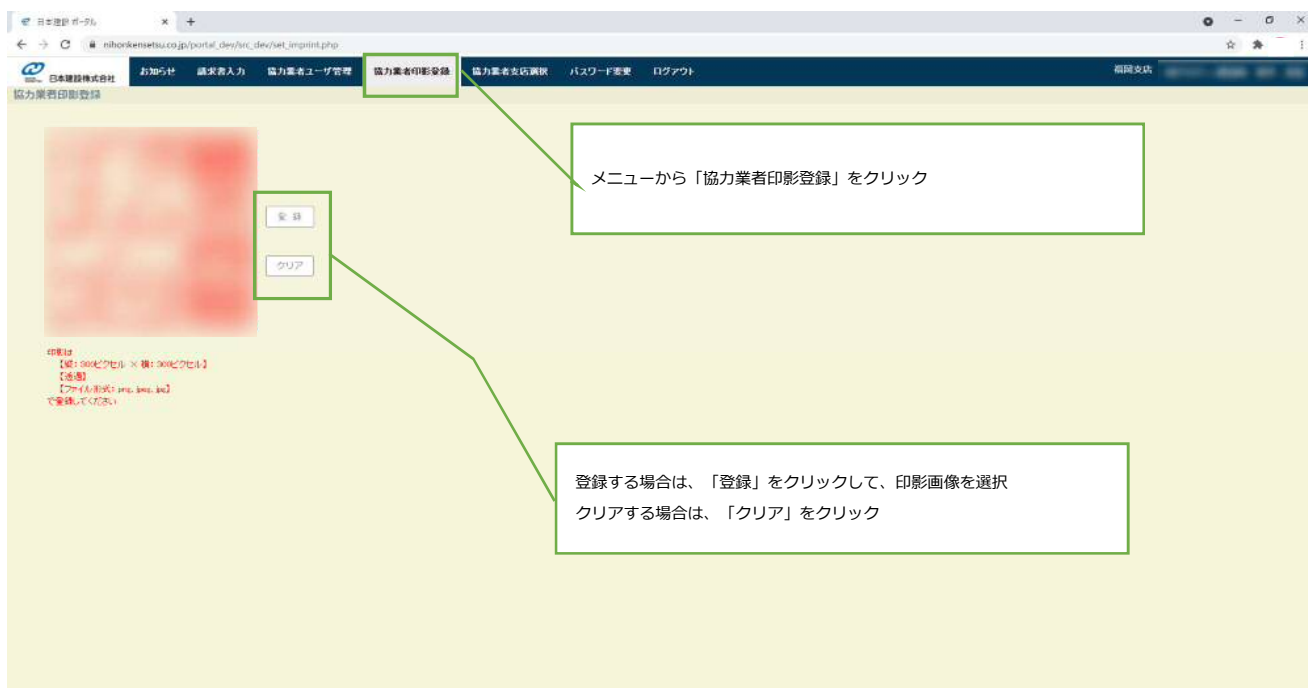 日本建設 ポータル
nihonkensetsu.co.jp/portal_dev/src_dev/set_imprint.php
日本建設株式会社 お知らせ 請求書入力 協力業者ユーザ管理 協力業者印影登録 協力業者支店選択 パスワード変更 ログアウト 福岡支店
協力業者印影登録
メニューから「協力業者印影登録」をクリック
登 録
クリア
印影は
【縦: 300ピクセル × 横: 300ピクセル】
【透過】
【ファイル形式: png, jpeg, jpg】
で登録してください
登録する場合は、「登録」をクリックして、印影画像を選択
クリアする場合は、「クリア」をクリック